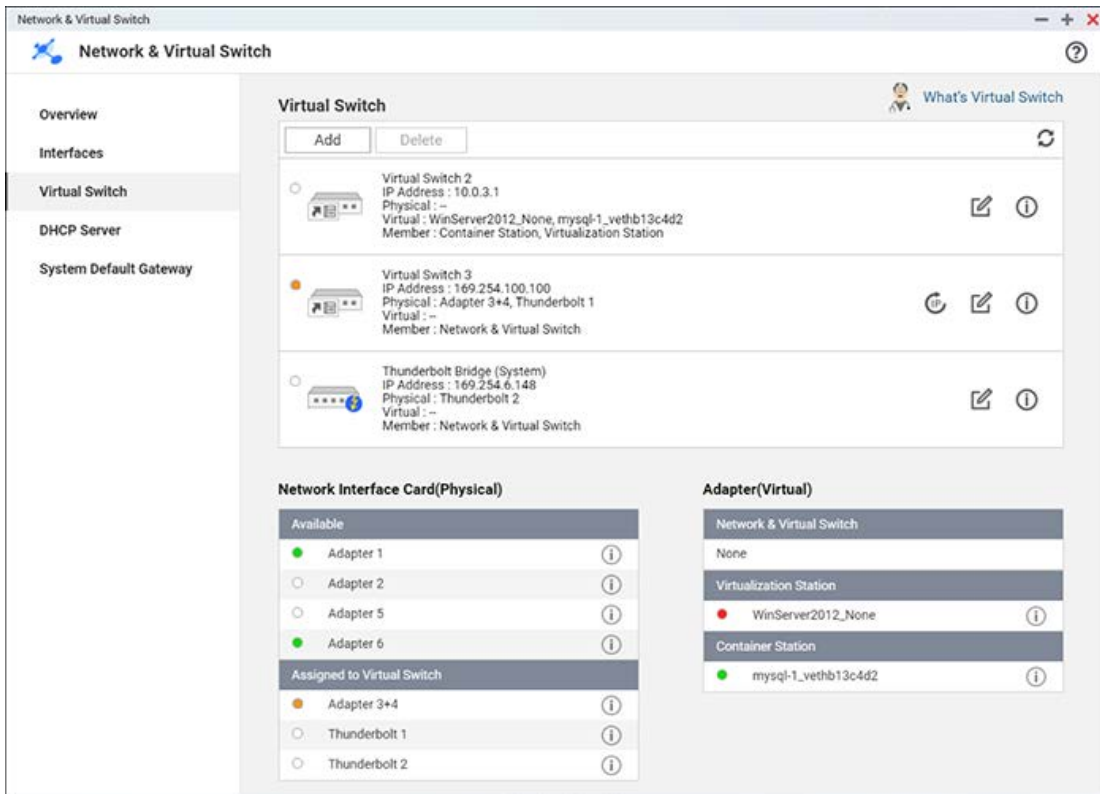 Network & Virtual Switch
Network & Virtual Switch
Overview
Interfaces
Virtual Switch
DHCP Server
System Default Gateway
Virtual Switch
What's Virtual Switch
Add
Delete
Virtual Switch 2
IP Address : 10.0.3.1
Physical : --
Virtual : WinServer2012_None, mysql-1_vethb13c4d2
Member : Container Station, Virtualization Station
Virtual Switch 3
IP Address : 169.254.100.100
Physical : Adapter 3+4, Thunderbolt 1
Virtual : --
Member : Network & Virtual Switch
IP
Thunderbolt Bridge (System)
IP Address : 169.254.6.148
Physical : Thunderbolt 2
Virtual : --
Member : Network & Virtual Switch
Network Interface Card(Physical)
Available
Adapter 1
Adapter 2
Adapter 5
Adapter 6
Assigned to Virtual Switch
Adapter 3+4
Thunderbolt 1
Thunderbolt 2
Adapter(Virtual)
Network & Virtual Switch
None
Virtualization Station
WinServer2012_None
Container Station
mysql-1_vethb13c4d2